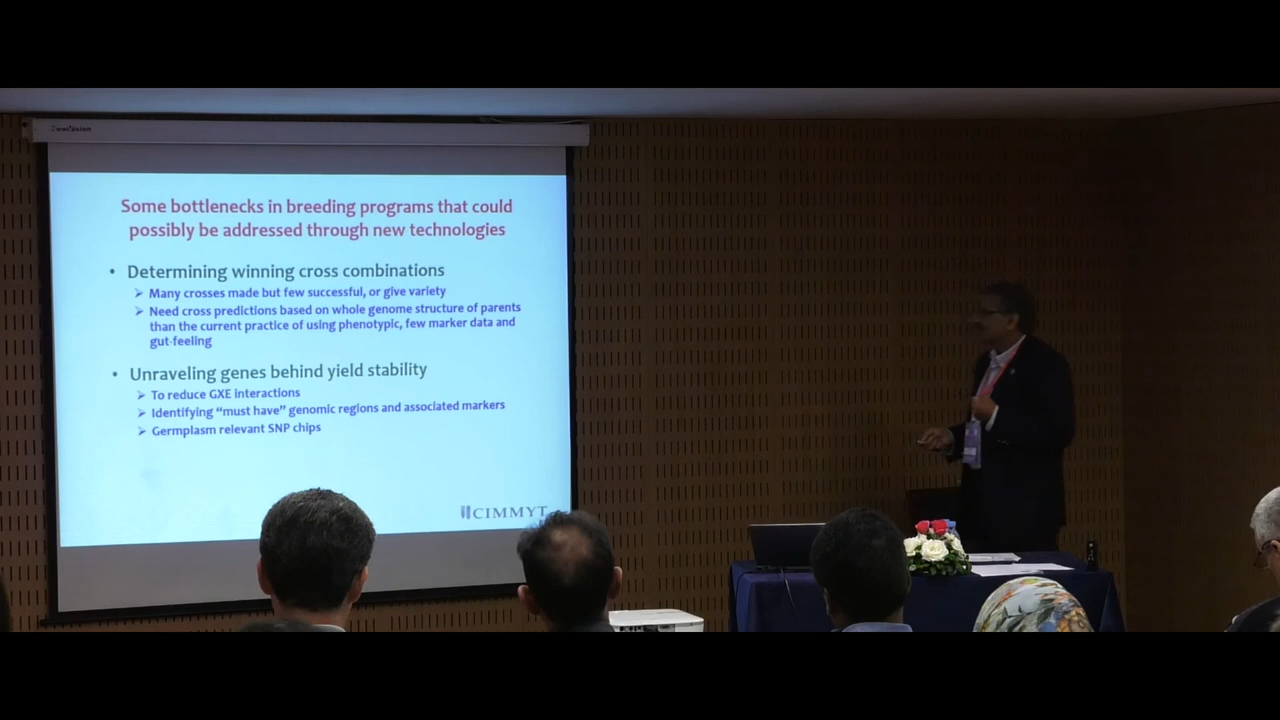 Some bottlenecks in breeding programs that could
possibly be addressed through new technologies
• Determining winning cross combinations
➢ Many crosses made but few successful, or give variety
➢ Need cross predictions based on whole genome structure of parents
than the current practice of using phenotypic, few marker data and
gut-feeling
• Unraveling genes behind yield stability
➢ To reduce GXE interactions
➢ Identifying “must have” genomic regions and associated markers
➢ Germplasm relevant SNP chips
CIMMYT